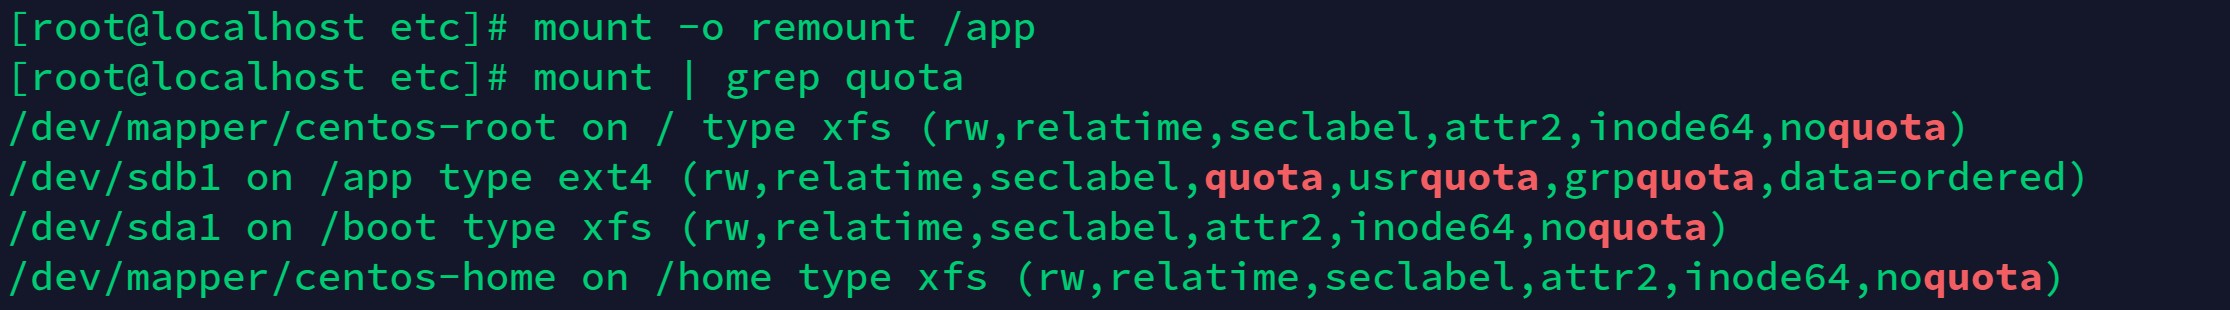 [root@localhost etc]# mount -o remount /app
[root@localhost etc]# mount | grep quota
/dev/mapper/centos-root on / type xfs (rw,relatime,seclabel,attr2,inode64,noquota)
/dev/sdb1 on /app type ext4 (rw,relatime,seclabel,quota,usrquota,grpquota,data=ordered)
/dev/sda1 on /boot type xfs (rw,relatime,seclabel,attr2,inode64,noquota)
/dev/mapper/centos-home on /home type xfs (rw,relatime,seclabel,attr2,inode64,noquota)